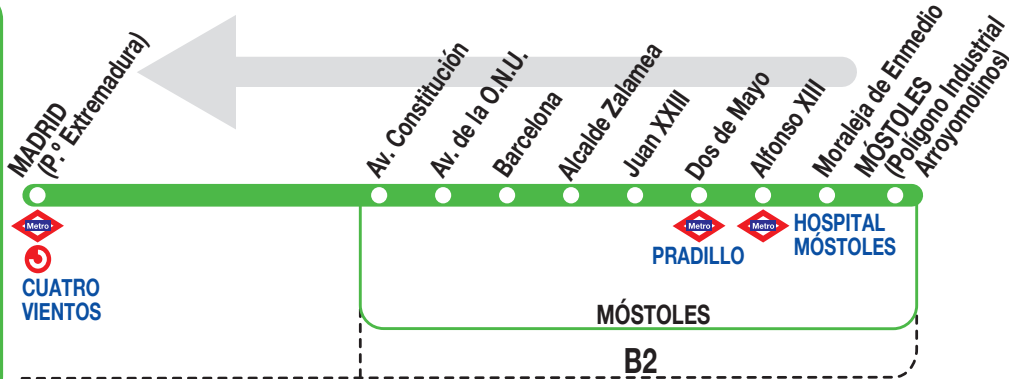 MADRID
(P.º Extremadura)
Av. Constitución
Av. de la O.N.U.
Barcelona
Alcalde Zalamea
Juan XXIII
Dos de Mayo
Alfonso XIII
Moraleja de Enmedio
MÓSTOLES
(Polígono Industrial
Arroyomolinos)
Metro
CUATRO
VIENTOS
Metro
PRADILLO
Metro
HOSPITAL
MÓSTOLES
MÓSTOLES
B2